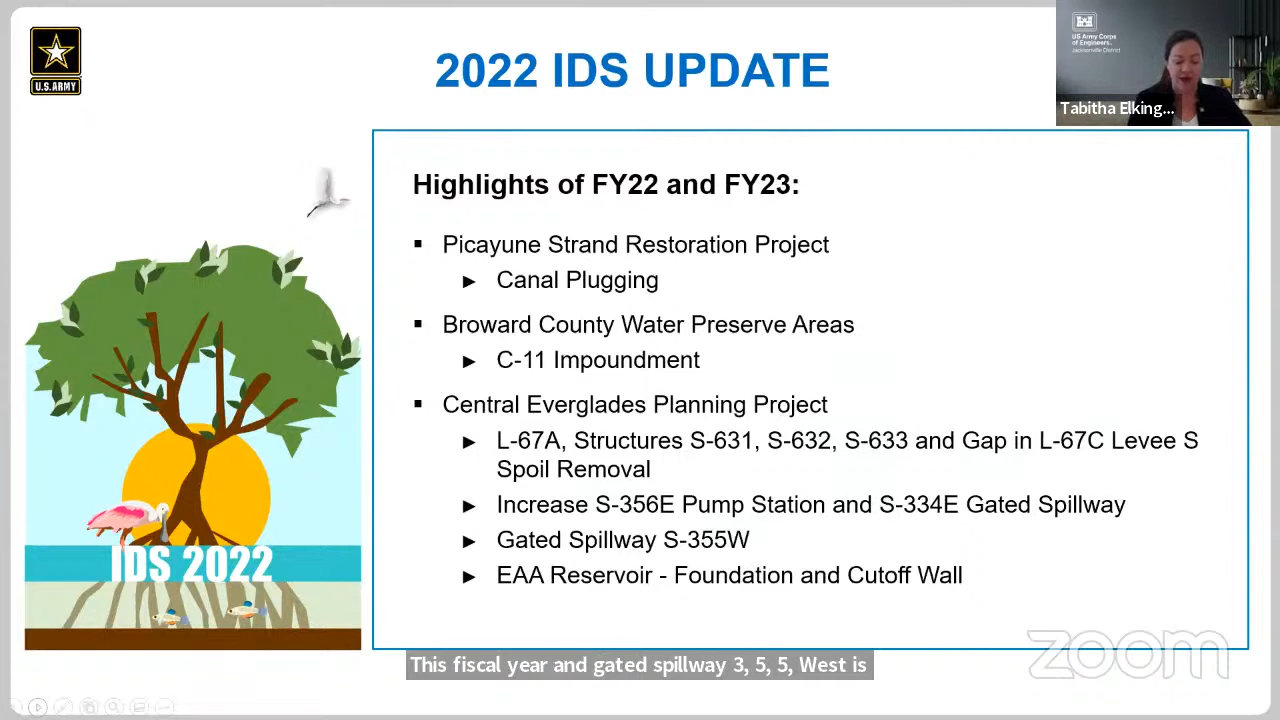 2022 IDS UPDATE
U.S.ARMY
US Army Corps
of Engineers.
Jacksonville District
Tabitha Elking...
Highlights of FY22 and FY23:
▪ Picayune Strand Restoration Project
► Canal Plugging
▪ Broward County Water Preserve Areas
► C-11 Impoundment
▪ Central Everglades Planning Project
► L-67A, Structures S-631, S-632, S-633 and Gap in L-67C Levee S
Spoil Removal
► Increase S-356E Pump Station and S-334E Gated Spillway
► Gated Spillway S-355W
► EAA Reservoir - Foundation and Cutoff Wall
IDS 2022
zoom
This fiscal year and gated spillway 3, 5, 5, West is